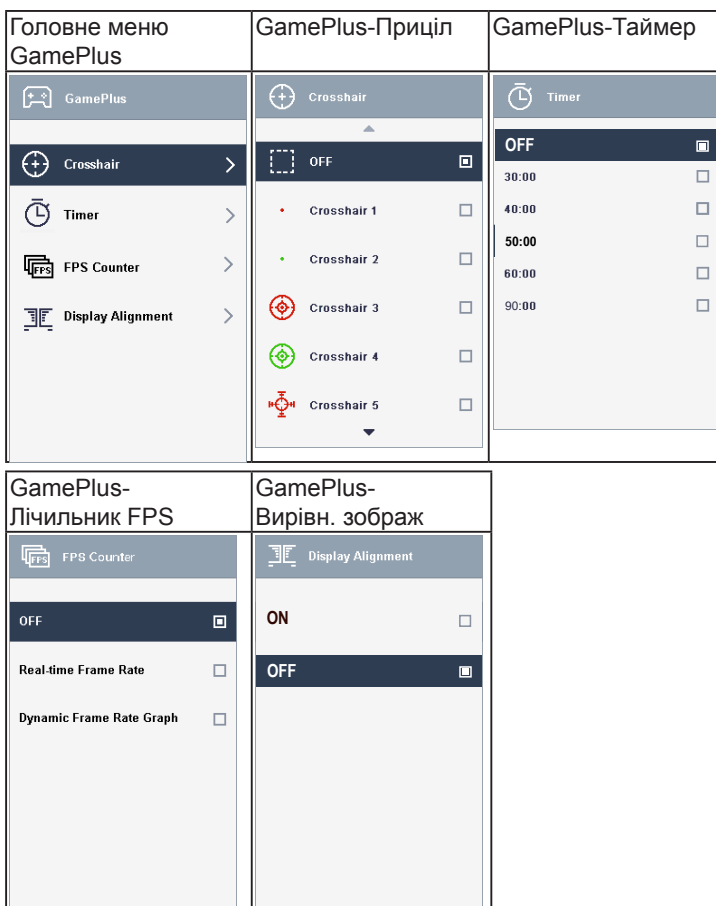 Головне меню
GamePlus
GamePlus-Приціл
GamePlus-Таймер
GamePlus
Crosshair
Timer
FPS
FPS Counter
Display Alignment
Crosshair
OFF
Crosshair 1
Crosshair 2
Crosshair 3
Crosshair 4
Crosshair 5
Timer
OFF
30:00
40:00
50:00
60:00
90:00
GamePlus-
Лічильник FPS
GamePlus-
Вирівн. зображ
FPS
FPS Counter
OFF
Real-time Frame Rate
Dynamic Frame Rate Graph
Display Alignment
ON
OFF